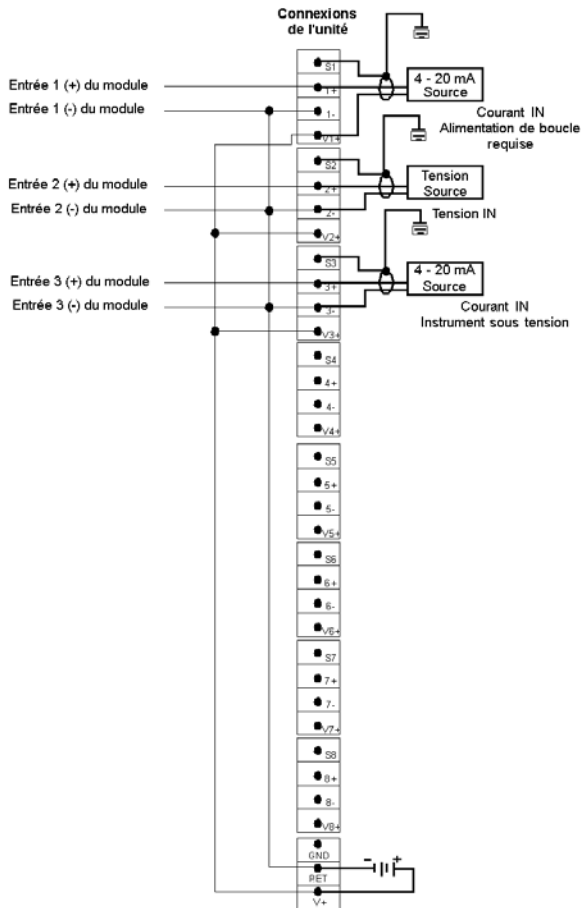 Connexions
de l'unité
S1
Entrée 1 (+) du module
1+
4 - 20 mA
Source
Entrée 1 (-) du module
1-
Courant IN
Alimentation de boucle
requise
V1+
S2
Entrée 2 (+) du module
2+
Tension
Source
Entrée 2 (-) du module
2-
Tension IN
V2+
S3
Entrée 3 (+) du module
3+
4 - 20 mA
Source
Entrée 3 (-) du module
3-
Courant IN
Instrument sous tension
V3+
S4
4+
4-
V4+
S5
5+
5-
V5+
S6
6+
6-
V6+
S7
7+
7-
V7+
S8
8+
8-
V8+
GND
- +
RET
V+